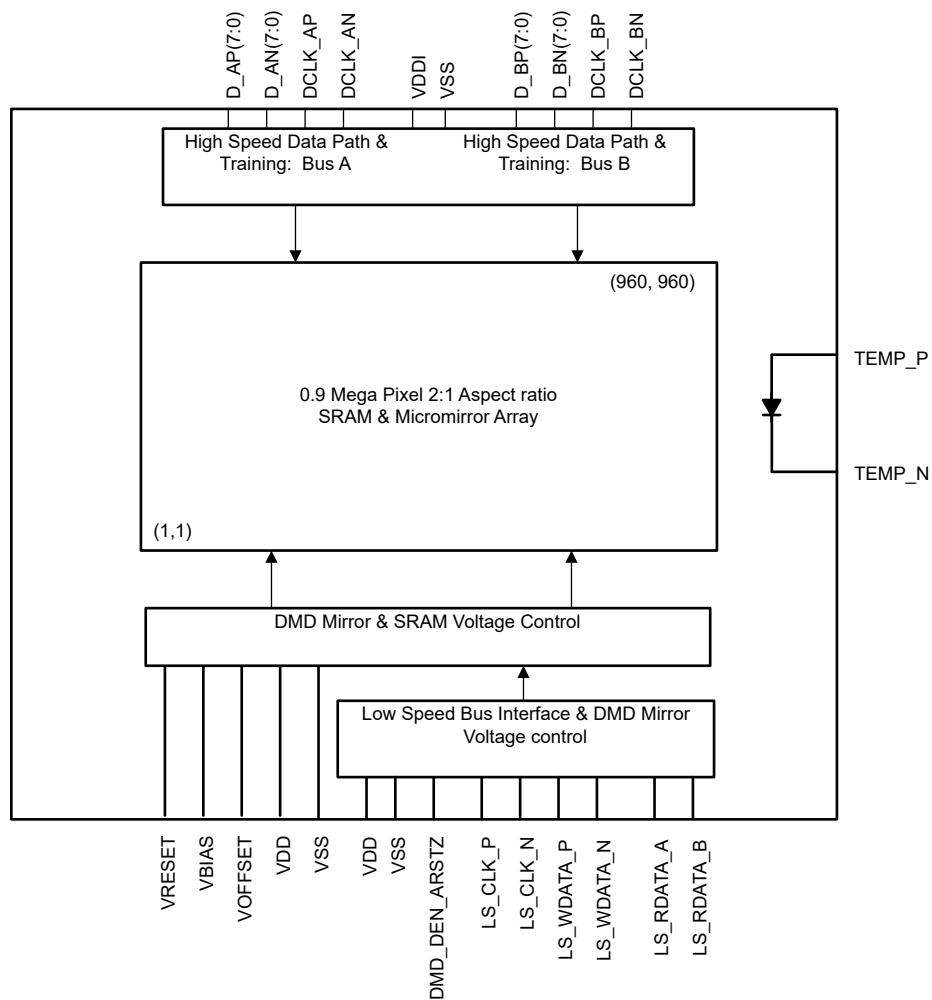 D_AP(7:0)
D_AN(7:0)
DCLK_AP
DCLK_AN
VDDI
VSS
D_BP(7:0)
D_BN(7:0)
DCLK_BP
DCLK_BN
High Speed Data Path &
Training: Bus A
High Speed Data Path &
Training: Bus B
(960, 960)
0.9 Mega Pixel 2:1 Aspect ratio
SRAM & Micromirror Array
(1,1)
TEMP_P
TEMP_N
DMD Mirror & SRAM Voltage Control
Low Speed Bus Interface & DMD Mirror
Voltage control
VRESET
VBIAS
VOFFSET
VDD
VSS
VDD
VSS
DMD_DEN_ARSTZ
LS_CLK_P
LS_CLK_N
LS_WDATA_P
LS_WDATA_N
LS_RDATA_A
LS_RDATA_B